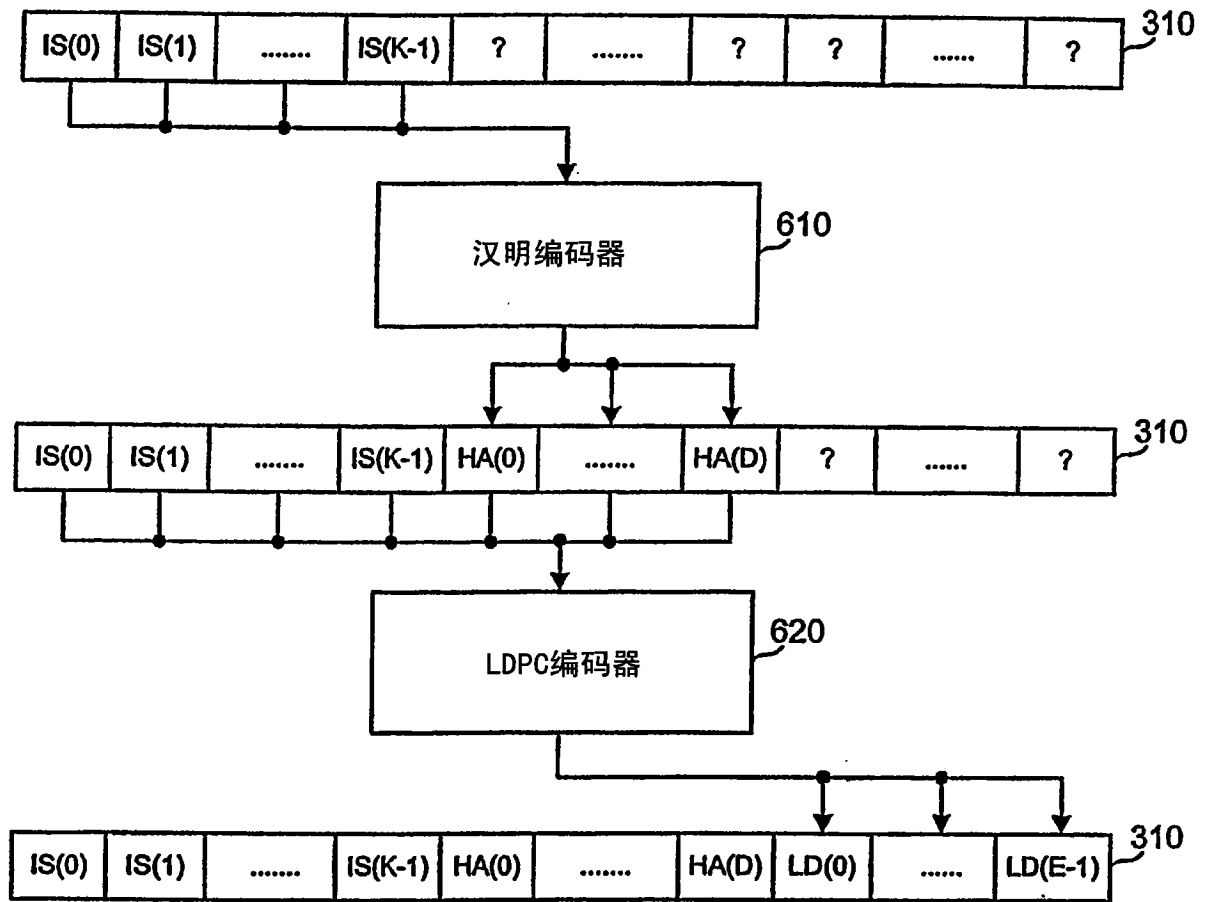 IS(0) IS(1) ....... IS(K-1) ? ....... ? ? ...... ? 310
汉明编码器 610
IS(0) IS(1) ....... IS(K-1) HA(0) ....... HA(D) ? ...... ? 310
LDPC编码器 620
IS(0) IS(1) ....... IS(K-1) HA(0) ....... HA(D) LD(0) ...... LD(E-1) 310